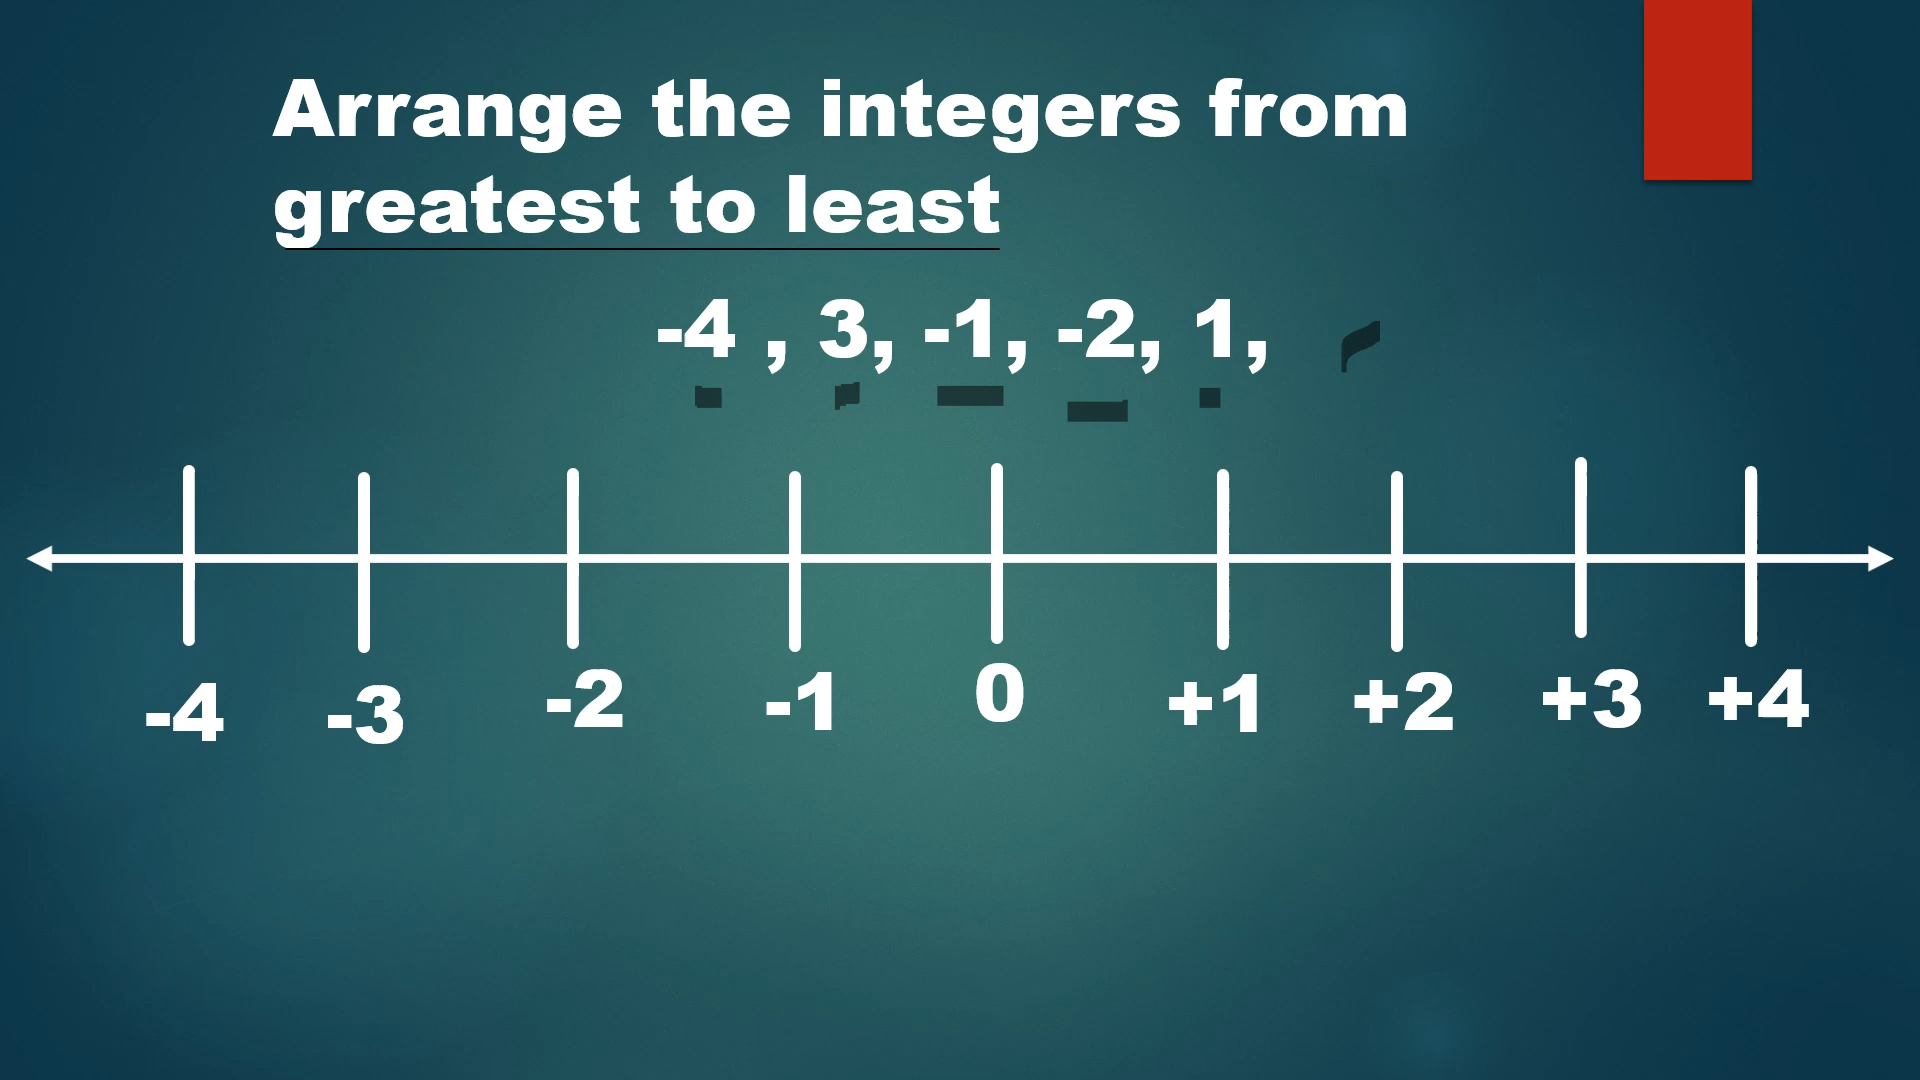 Arrange the integers from
greatest to least
-4 , 3, -1, -2, 1,
-4 -3 -2 -1 0 +1 +2 +3 +4